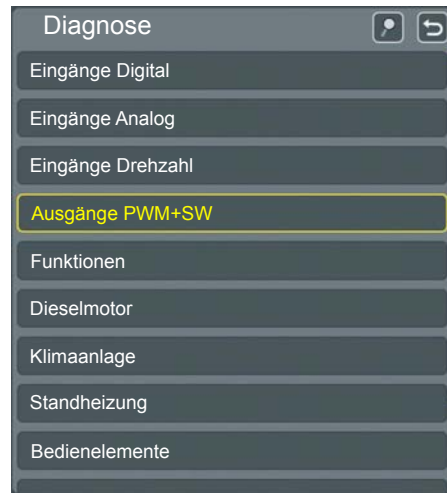 Diagnose
Eingänge Digital
Eingänge Analog
Eingänge Drehzahl
Ausgänge PWM+SW
Funktionen
Dieselmotor
Klimaanlage
Standheizung
Bedienelemente